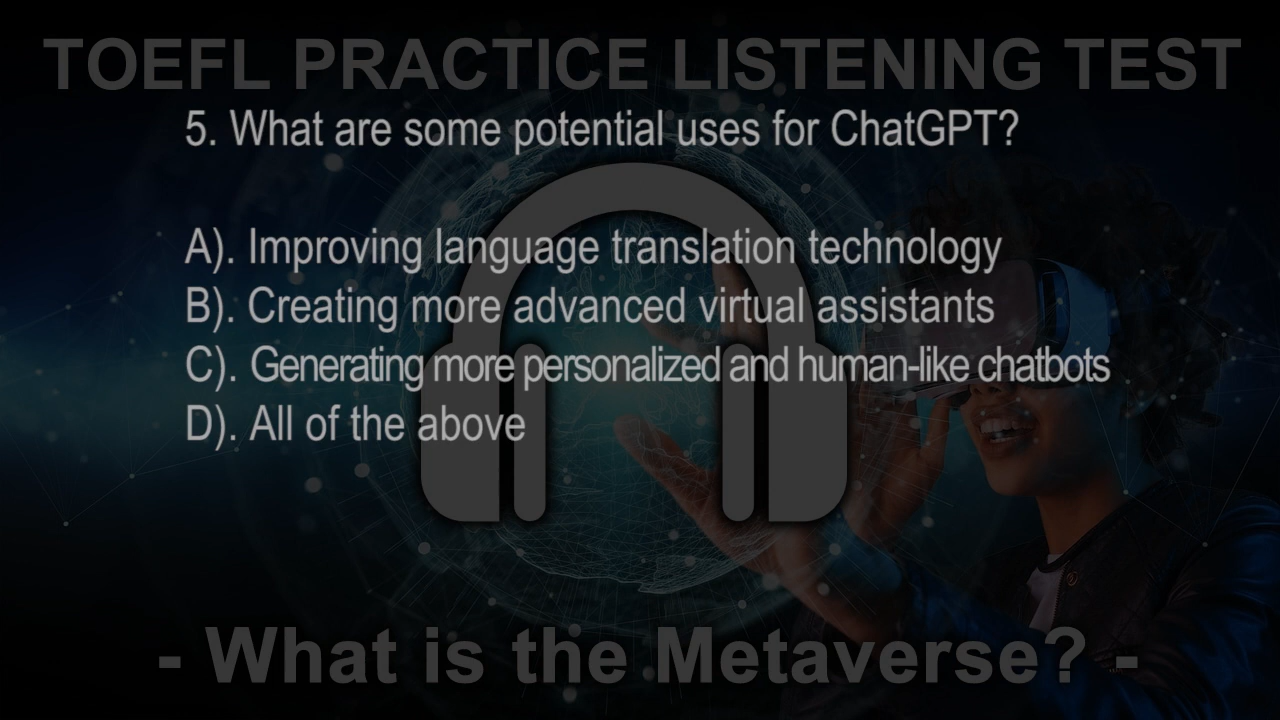 TOEFL PRACTICE LISTENING TEST
5. What are some potential uses for ChatGPT?
A). Improving language translation technology
B). Creating more advanced virtual assistants
C). Generating more personalized and human-like chatbots
D). All of the above
- What is the Metaverse? -